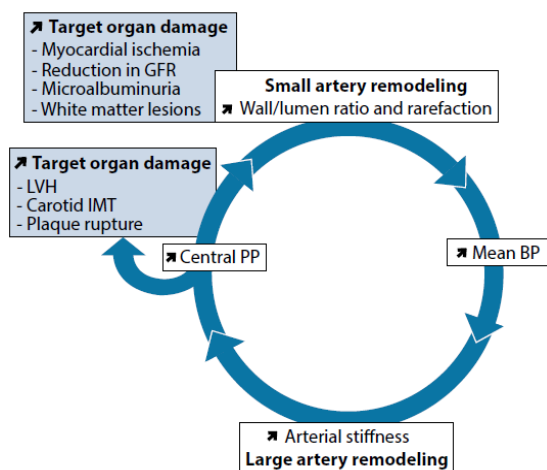 ↗ Target organ damage
- Myocardial ischemia
- Reduction in GFR
- Microalbuminuria
- White matter lesions
Small artery remodeling
↗ Wall/lumen ratio and rarefaction
↗ Target organ damage
- LVH
- Carotid IMT
- Plaque rupture
↗ Central PP
↗ Mean BP
↗ Arterial stiffness
Large artery remodeling